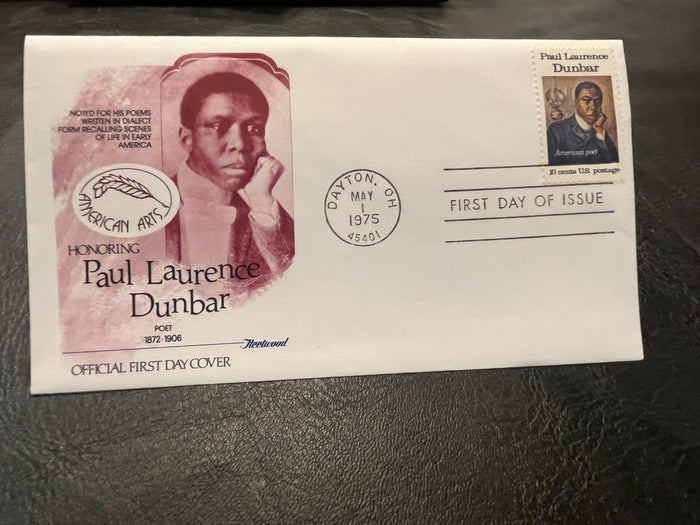 NOTED FOR HIS POEMS
WRITTEN IN DIALECT
FORM RECALLING SCENES
OF LIFE IN EARLY
AMERICA
AMERICAN ARTS
HONORING
Paul Laurence
Dunbar
POET
1872-1906
Fleetwood
OFFICIAL FIRST DAY COVER
DAYTON, OH
MAY
1
1975
45401
FIRST DAY OF ISSUE
Paul Laurence
Dunbar
American poet
10 cents U.S. postage